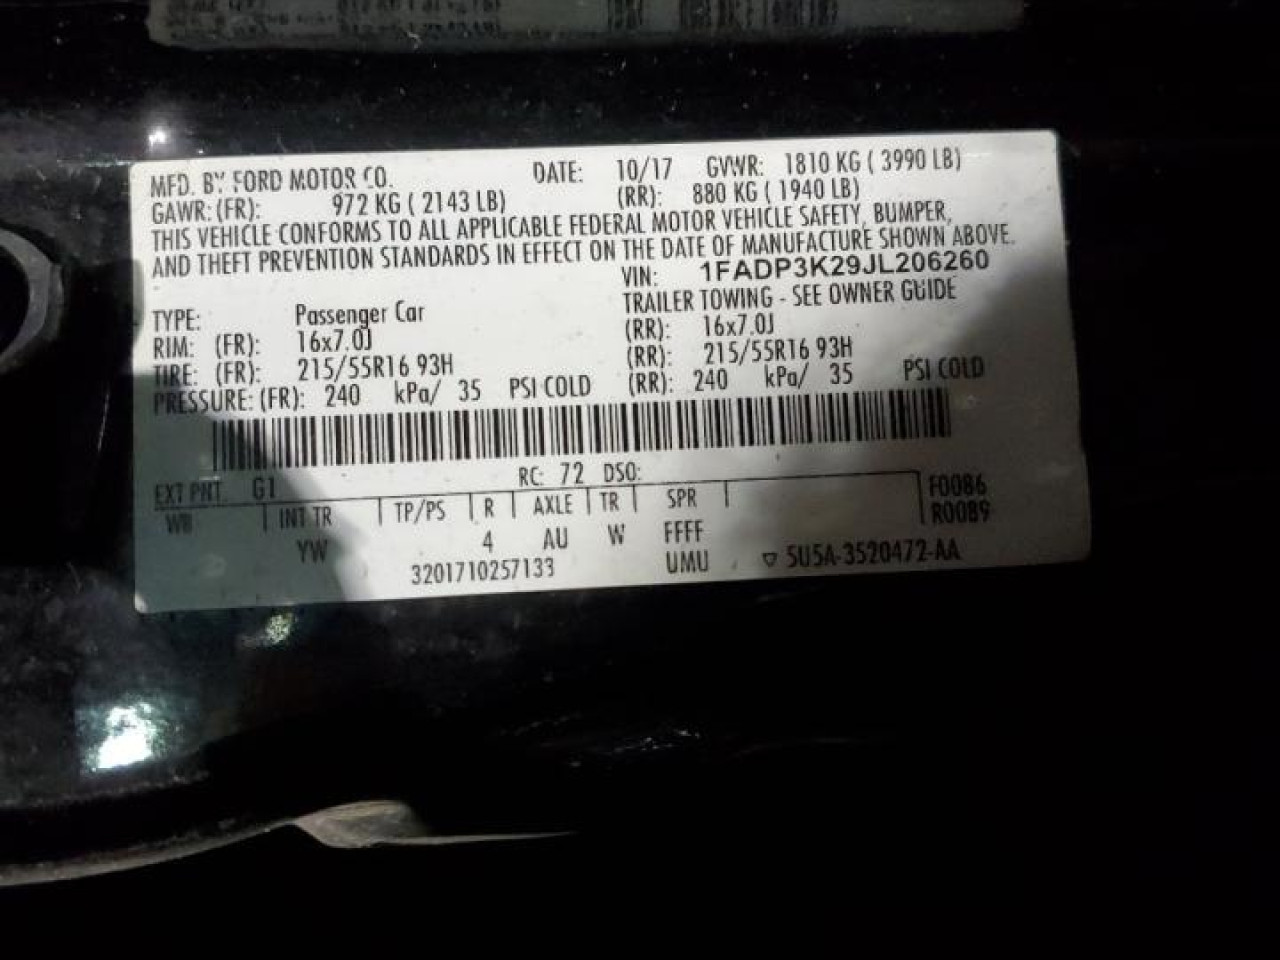 MFD. BY FORD MOTOR CO. DATE: 10/17 GVWR: 1810 KG ( 3990 LB)
GAWR: (FR): 972 KG ( 2143 LB) (RR): 880 KG ( 1940 LB)
THIS VEHICLE CONFORMS TO ALL APPLICABLE FEDERAL MOTOR VEHICLE SAFETY, BUMPER,
AND THEFT PREVENTION STANDARDS IN EFFECT ON THE DATE OF MANUFACTURE SHOWN ABOVE.
VIN: 1FADP3K29JL206260
TYPE: Passenger Car TRAILER TOWING - SEE OWNER GUIDE
RIM: (FR): 16x7.0J (RR): 16x7.0J
TIRE: (FR): 215/55R16 93H (RR): 215/55R16 93H
PRESSURE: (FR): 240 kPa/ 35 PSI COLD (RR): 240 kPa/ 35 PSI COLD
EXT PNT. G1 RC: 72 DSO:
WB INT TR TP/PS R AXLE TR SPR F0086
R0089
YW 4 AU W FFFF
3201710257133 UMU ▽ 5U5A-3520472-AA